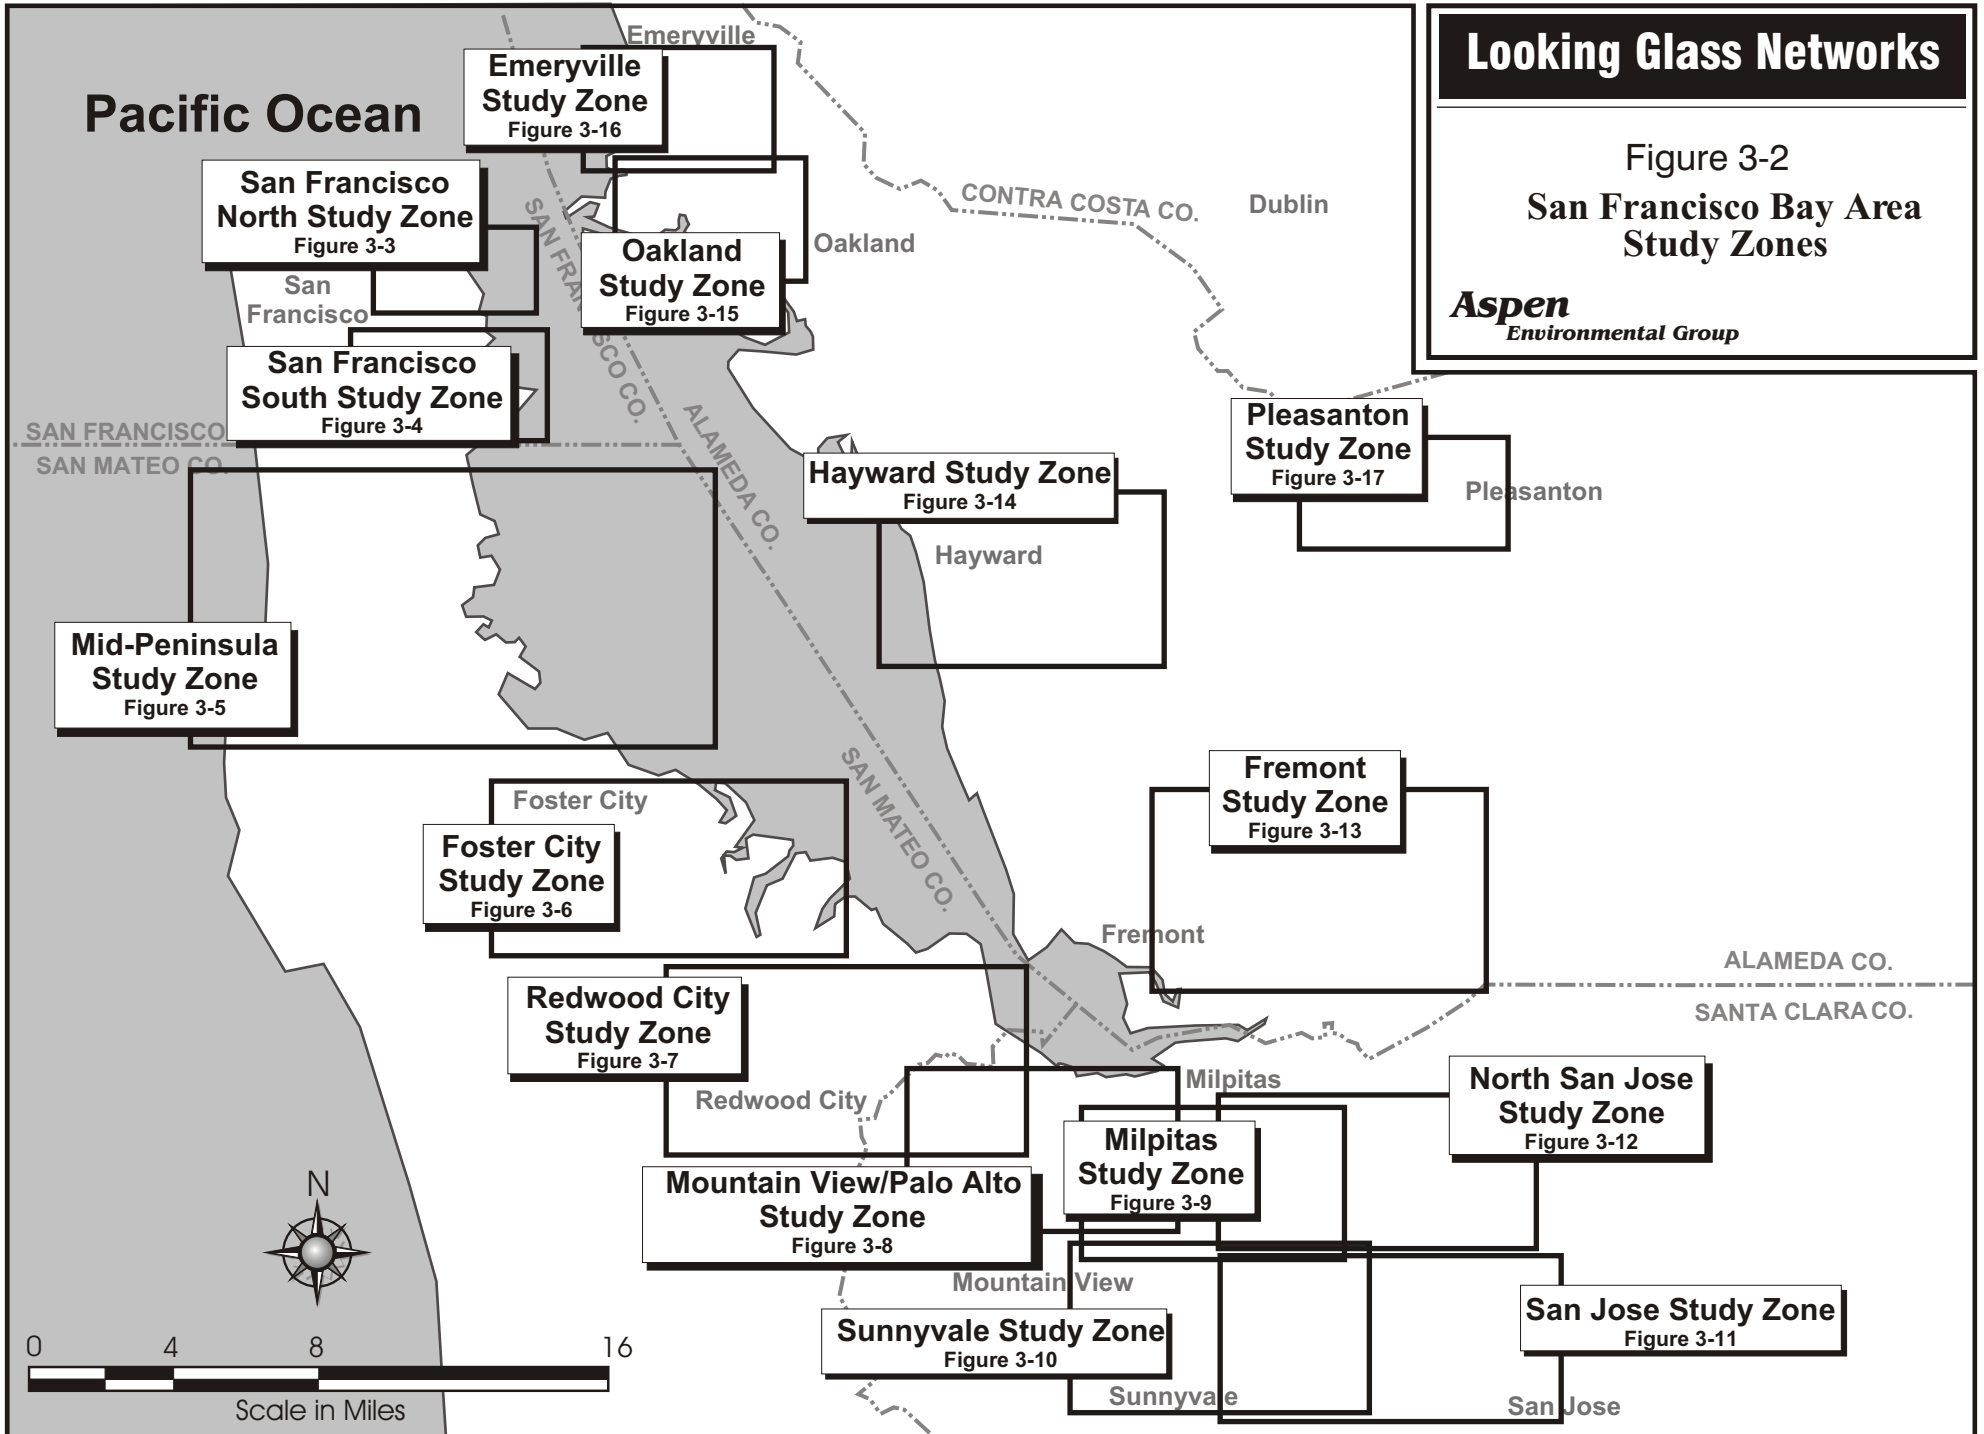 Looking Glass Networks
Figure 3-2
San Francisco Bay Area
Study Zones
Aspen
Environmental Group
Pacific Ocean
Emeryville
Emeryville
Study Zone
Figure 3-16
San Francisco
North Study Zone
Figure 3-3
San
Francisco
Oakland
Study Zone
Figure 3-15
Oakland
CONTRA COSTA CO.
Dublin
San Francisco
South Study Zone
Figure 3-4
SAN FRANCISCO
SAN MATEO CO.
SAN FRAN
SCO CO.
ALAMEDA CO.
Hayward Study Zone
Figure 3-14
Hayward
Pleasanton
Study Zone
Figure 3-17
Pleasanton
Mid-Peninsula
Study Zone
Figure 3-5
SAN MATEO CO.
Foster City
Foster City
Study Zone
Figure 3-6
Fremont
Study Zone
Figure 3-13
Fremont
ALAMEDA CO.
SANTA CLARA CO.
Redwood City
Study Zone
Figure 3-7
Redwood City
Milpitas
North San Jose
Study Zone
Figure 3-12
Milpitas
Study Zone
Figure 3-9
Mountain View/Palo Alto
Study Zone
Figure 3-8
Mountain View
Sunnyvale Study Zone
Figure 3-10
Sunnyvale
San Jose Study Zone
Figure 3-11
San Jose
N
0 4 8 16
Scale in Miles